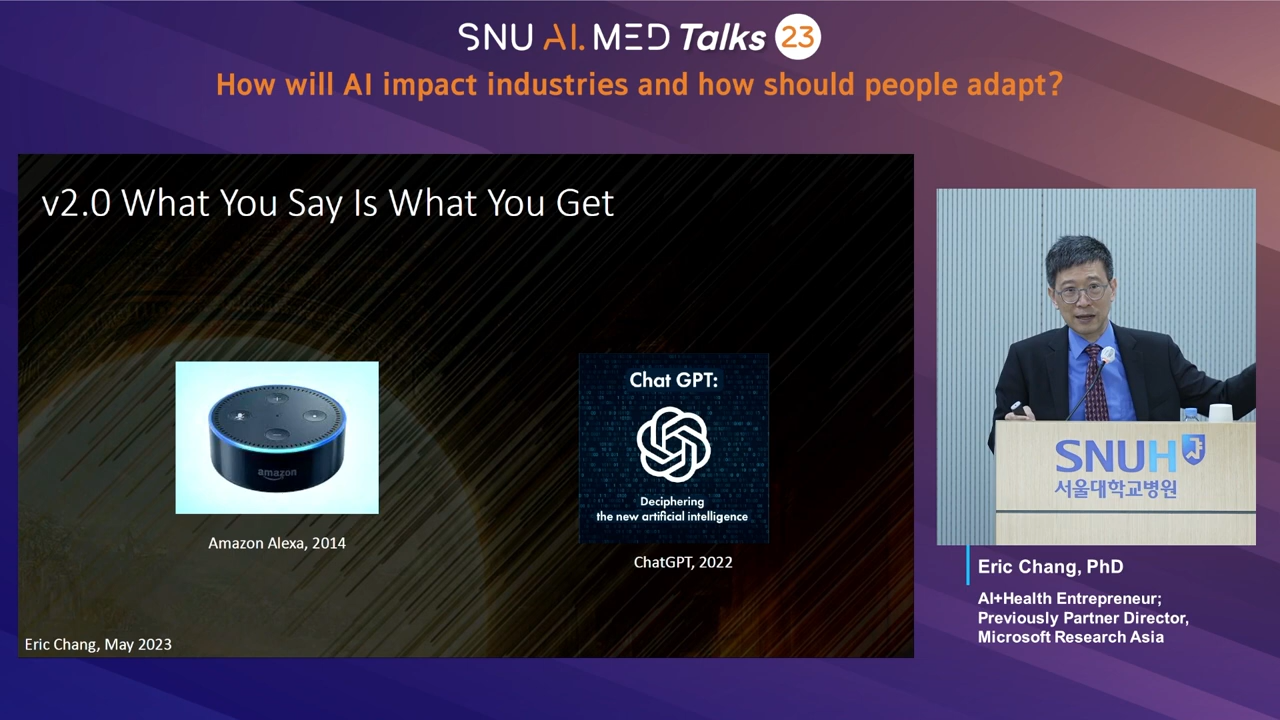 SNU AI. MED Talks 23
How will AI impact industries and how should people adapt?
v2.0 What You Say Is What You Get
amazon
Amazon Alexa, 2014
Chat GPT:
Deciphering
the new artificial intelligence
ChatGPT, 2022
Eric Chang, May 2023
SNUH
서울대학교병원
Eric Chang, PhD
AI+Health Entrepreneur;
Previously Partner Director,
Microsoft Research Asia